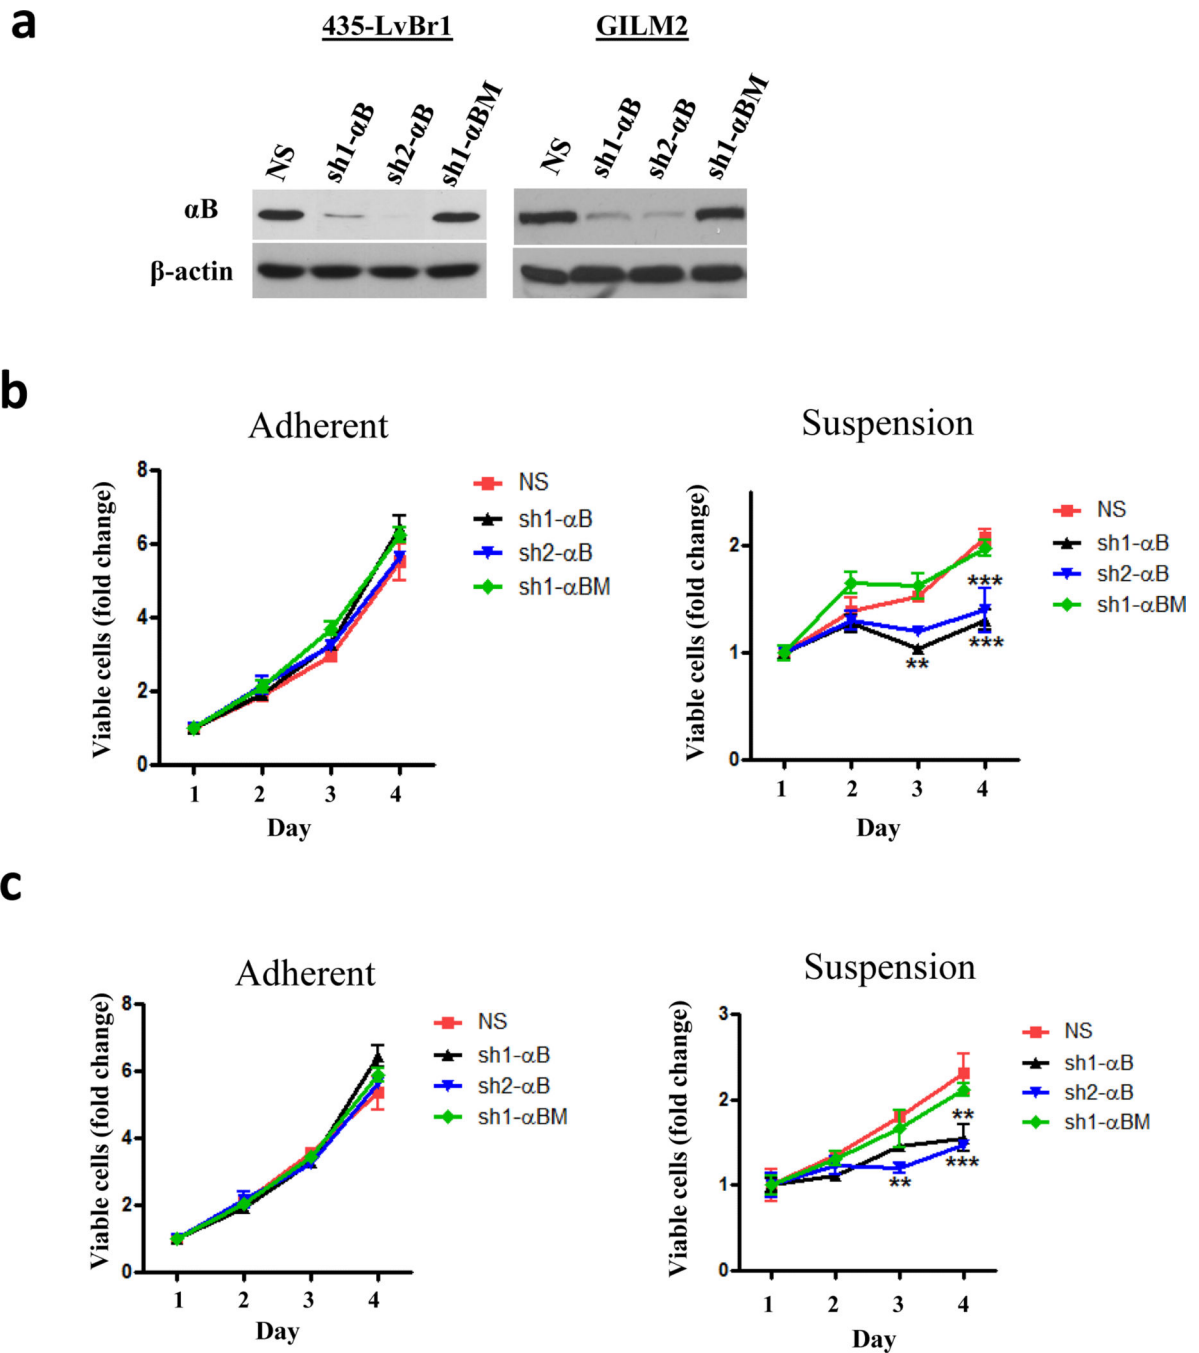 a
435-LvBr1 GILM2
NS sh1-αB sh2-αB sh1-αBM NS sh1-αB sh2-αB sh1-αBM
αB
β-actin
b
Adherent
Viable cells (fold change)
8
6
4
2
0
1 2 3 4
Day
NS
sh1-αB
sh2-αB
sh1-αBM
Suspension
Viable cells (fold change)
2
1
0
1 2 3 4
Day
***
**
***
NS
sh1-αB
sh2-αB
sh1-αBM
c
Adherent
Viable cells (fold change)
8
6
4
2
0
1 2 3 4
Day
NS
sh1-αB
sh2-αB
sh1-αBM
Suspension
Viable cells (fold change)
3
2
1
0
1 2 3 4
Day
**
***
**
NS
sh1-αB
sh2-αB
sh1-αBM